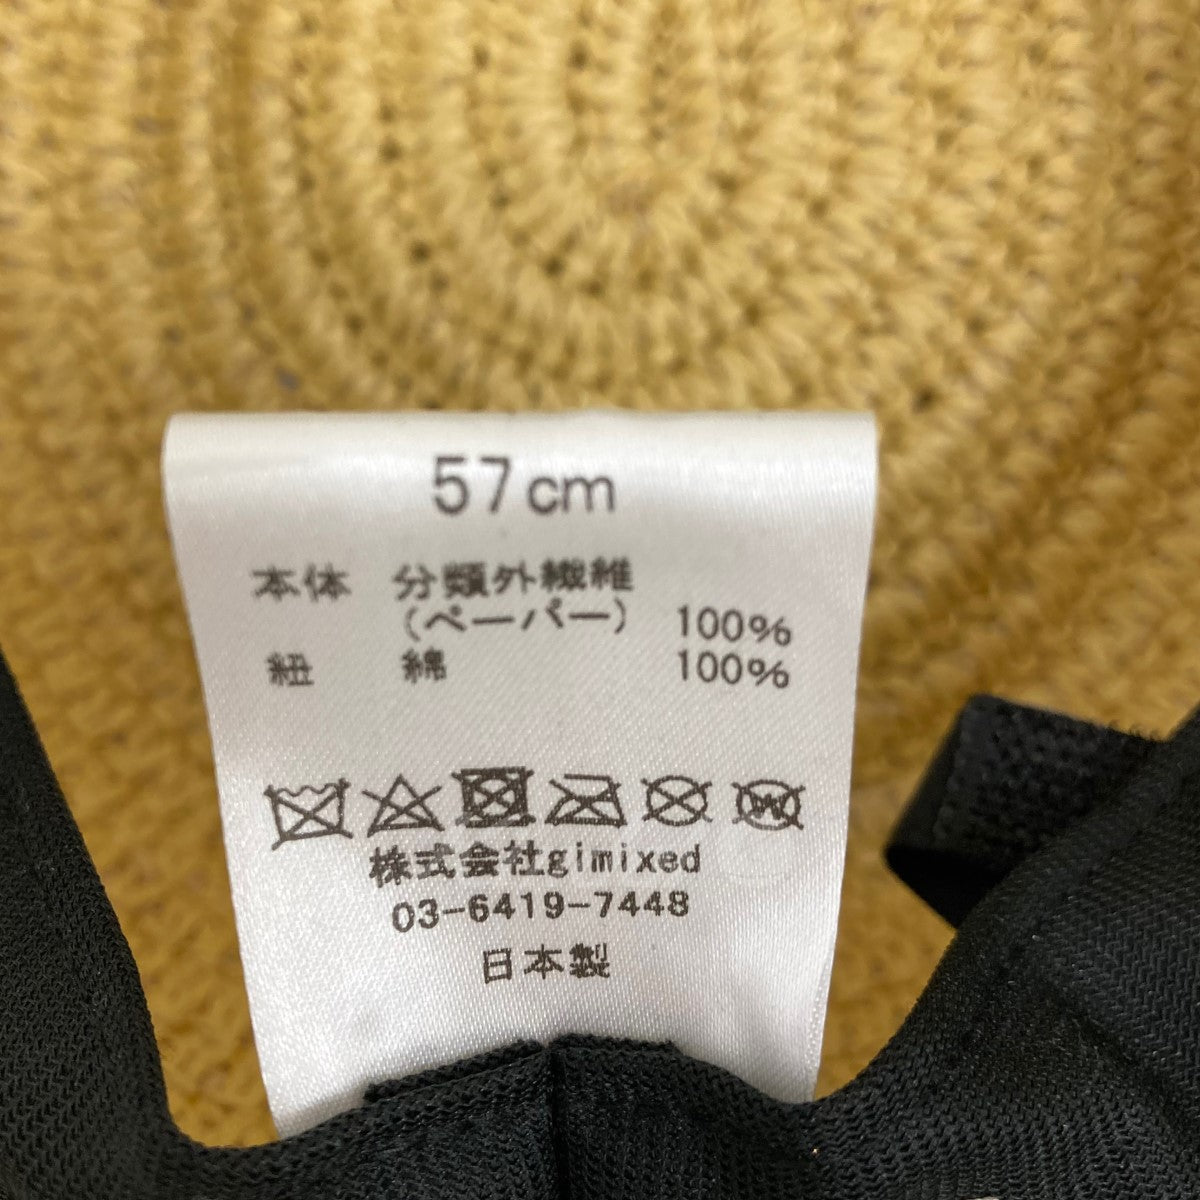 57cm
本体 分類外繊維
(ペーパー) 100%
紐 綿 100%
株式会社gimixed
03-6419-7448
日本製